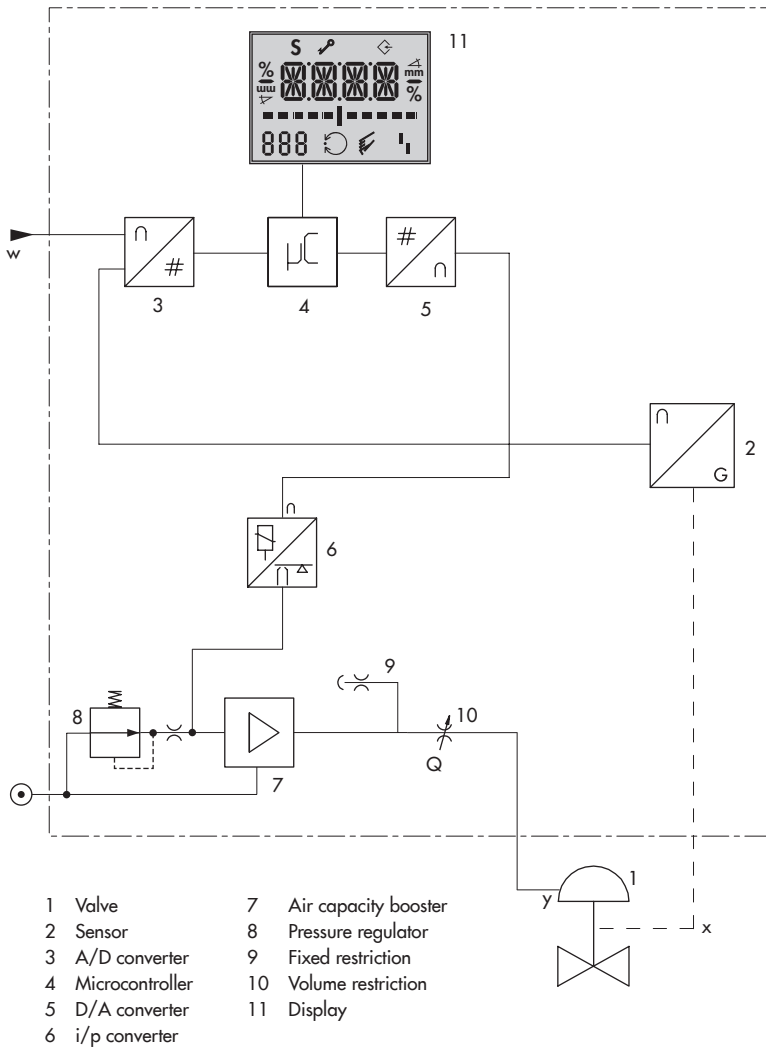 11
S
% mm
mm %
888
w
∩ #
µC
# ∩
3
4
5
∩ G
2
∩
6
9
8
10
Q
7
1
y
x
1 Valve
2 Sensor
3 A/D converter
4 Microcontroller
5 D/A converter
6 i/p converter
7 Air capacity booster
8 Pressure regulator
9 Fixed restriction
10 Volume restriction
11 Display